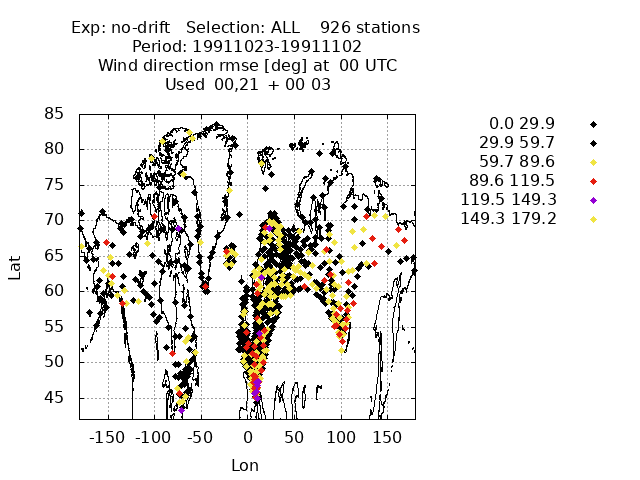 Exp: no-drift   Selection: ALL    926 stations
Period: 19911023-19911102
Wind direction rmse [deg] at  00 UTC
Used  00,21  + 00 03
85
80
75
70
65
60
55
50
45
Lat
-150 -100 -50 0 50 100 150
Lon
0.0 29.9
29.9 59.7
59.7 89.6
89.6 119.5
119.5 149.3
149.3 179.2